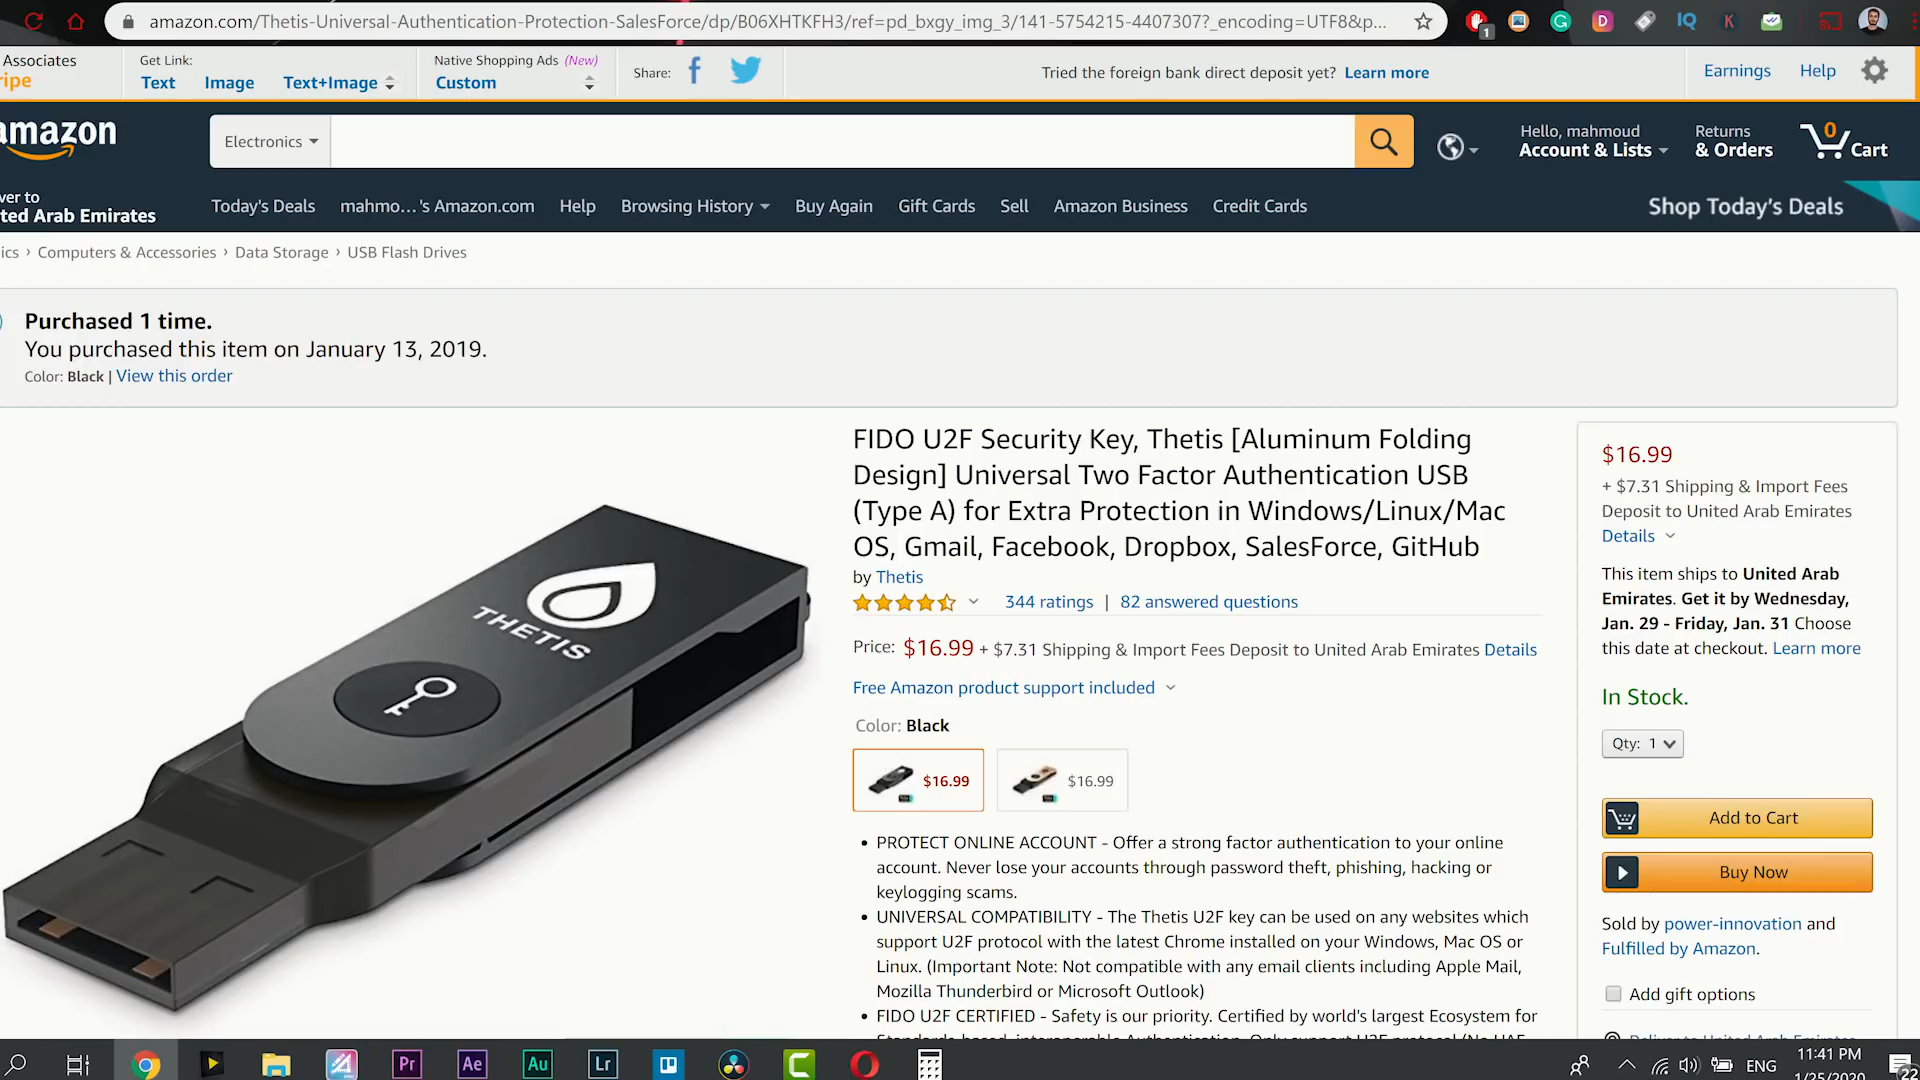 amazon.com/Thetis-Universal-Authentication-Protection-SalesForce/dp/B06XHTKFH3/ref=pd_bxgy_img_3/141-5754215-4407307?_encoding=UTF8&p...
1
D
IQ
K
Associates
ripe
Get Link:
Text Image Text+Image
Native Shopping Ads (New)
Custom
Share:
Tried the foreign bank direct deposit yet? Learn more
Earnings Help
amazon
Electronics
Hello, mahmoud
Account & Lists
Returns
& Orders
0
Cart
ver to
ted Arab Emirates
Today's Deals mahmo…'s Amazon.com Help Browsing History Buy Again Gift Cards Sell Amazon Business Credit Cards
Shop Today's Deals
ics › Computers & Accessories › Data Storage › USB Flash Drives
Purchased 1 time.
You purchased this item on January 13, 2019.
Color: Black | View this order
THETIS
FIDO U2F Security Key, Thetis [Aluminum Folding
Design] Universal Two Factor Authentication USB
(Type A) for Extra Protection in Windows/Linux/Mac
OS, Gmail, Facebook, Dropbox, SalesForce, GitHub
by Thetis
344 ratings | 82 answered questions
Price: $16.99 + $7.31 Shipping & Import Fees Deposit to United Arab Emirates Details
Free Amazon product support included
Color: Black
$16.99 $16.99
• PROTECT ONLINE ACCOUNT - Offer a strong factor authentication to your online
account. Never lose your accounts through password theft, phishing, hacking or
keylogging scams.
• UNIVERSAL COMPATIBILITY - The Thetis U2F key can be used on any websites which
support U2F protocol with the latest Chrome installed on your Windows, Mac OS or
Linux. (Important Note: Not compatible with any email clients including Apple Mail,
Mozilla Thunderbird or Microsoft Outlook)
• FIDO U2F CERTIFIED - Safety is our priority. Certified by world's largest Ecosystem for
$16.99
+ $7.31 Shipping & Import Fees
Deposit to United Arab Emirates
Details
This item ships to United Arab
Emirates. Get it by Wednesday,
Jan. 29 - Friday, Jan. 31 Choose
this date at checkout. Learn more
In Stock.
Qty: 1
Add to Cart
Buy Now
Sold by power-innovation and
Fulfilled by Amazon.
Add gift options
Pr Ae Au Lr
ENG
11:41 PM
1/25/2020
22